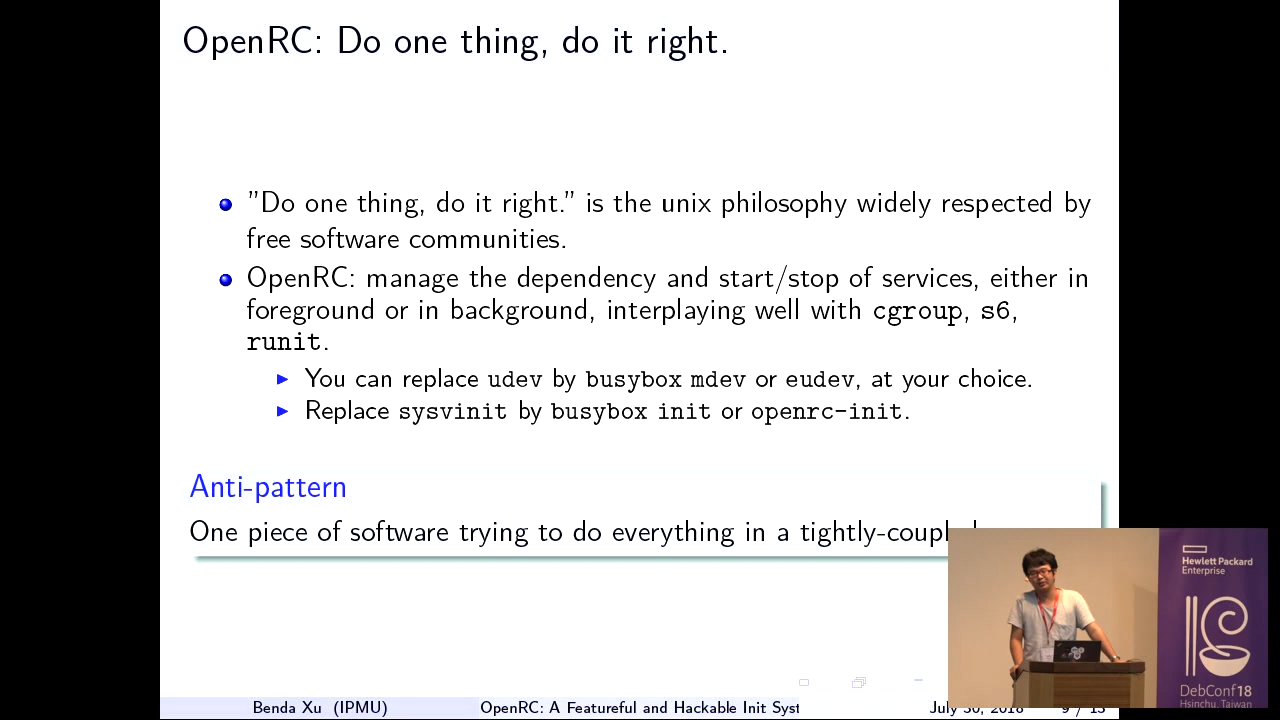 OpenRC: Do one thing, do it right.
”Do one thing, do it right.” is the unix philosophy widely respected by
free software communities.
OpenRC: manage the dependency and start/stop of services, either in
foreground or in background, interplaying well with cgroup, s6,
runit.
You can replace udev by busybox mdev or eudev, at your choice.
Replace sysvinit by busybox init or openrc-init.
Anti-pattern
One piece of software trying to do everything in a
Hewlett Packard
Enterprise
DebConf18
Hsinchu, Taiwan
Benda Xu (IPMU)
OpenRC: A Featureful and Hackable Init
July 30, 2018
9 / 13